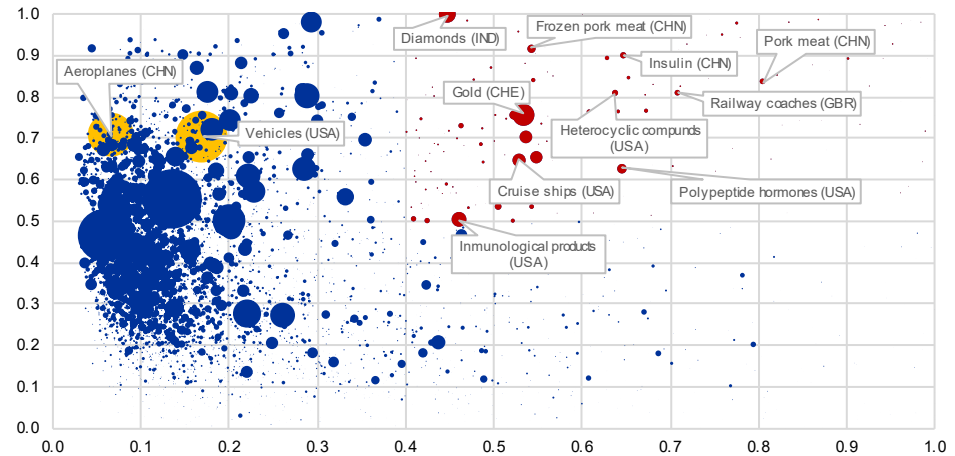 1.0
0.9
0.8
0.7
0.6
0.5
0.4
0.3
0.2
0.1
0.0
0.0
0.1
0.2
0.3
0.4
0.5
0.6
0.7
0.8
0.9
1.0
Diamonds (IND)
Frozen pork meat (CHN)
Pork meat (CHN)
Insulin (CHN)
Aeroplanes (CHN)
Gold (CHE)
Railway coaches (GBR)
Vehicles (USA)
Heterocyclic compunds
(USA)
Cruise ships (USA)
Polypeptide hormones (USA)
Inmunological products
(USA)